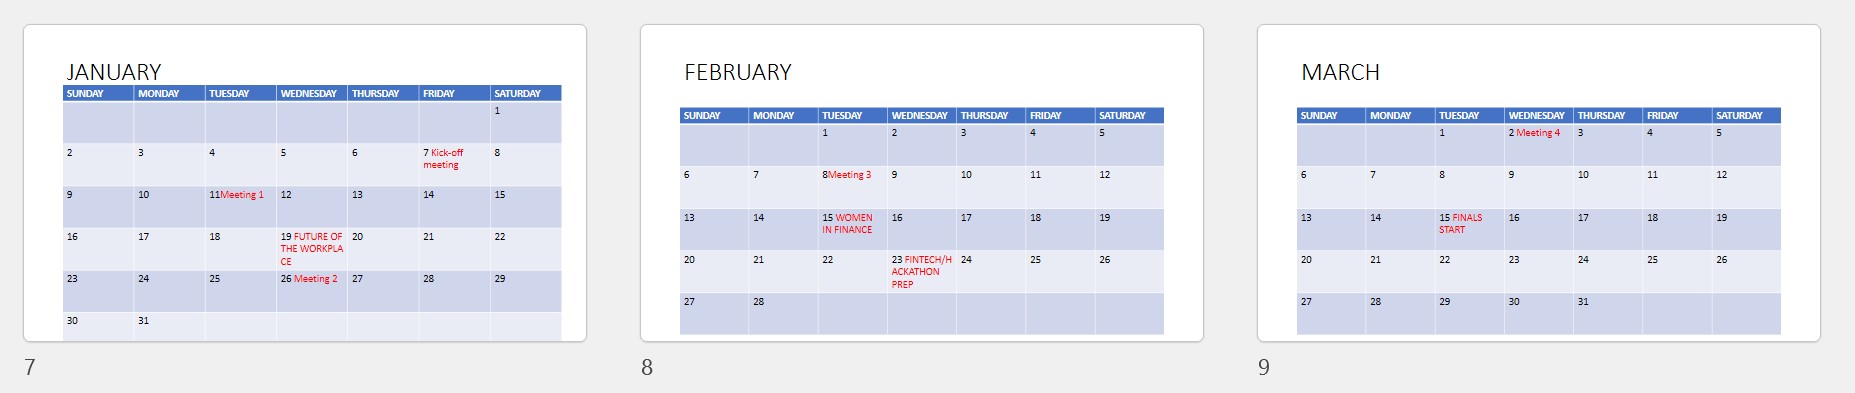 JANUARY
SUNDAY MONDAY TUESDAY WEDNESDAY THURSDAY FRIDAY SATURDAY
1
2 3 4 5 6 7 Kick-off meeting 8
9 10 11Meeting 1 12 13 14 15
16 17 18 19 FUTURE OF THE WORKPLA CE 20 21 22
23 24 25 26 Meeting 2 27 28 29
30 31
7
FEBRUARY
SUNDAY MONDAY TUESDAY WEDNESDAY THURSDAY FRIDAY SATURDAY
1 2 3 4 5
6 7 8Meeting 3 9 10 11 12
13 14 15 WOMEN IN FINANCE 16 17 18 19
20 21 22 23 FINTECH/H ACKATHON PREP 24 25 26
27 28
8
MARCH
SUNDAY MONDAY TUESDAY WEDNESDAY THURSDAY FRIDAY SATURDAY
1 2 Meeting 4 3 4 5
6 7 8 9 10 11 12
13 14 15 FINALS START 16 17 18 19
20 21 22 23 24 25 26
27 28 29 30 31
9